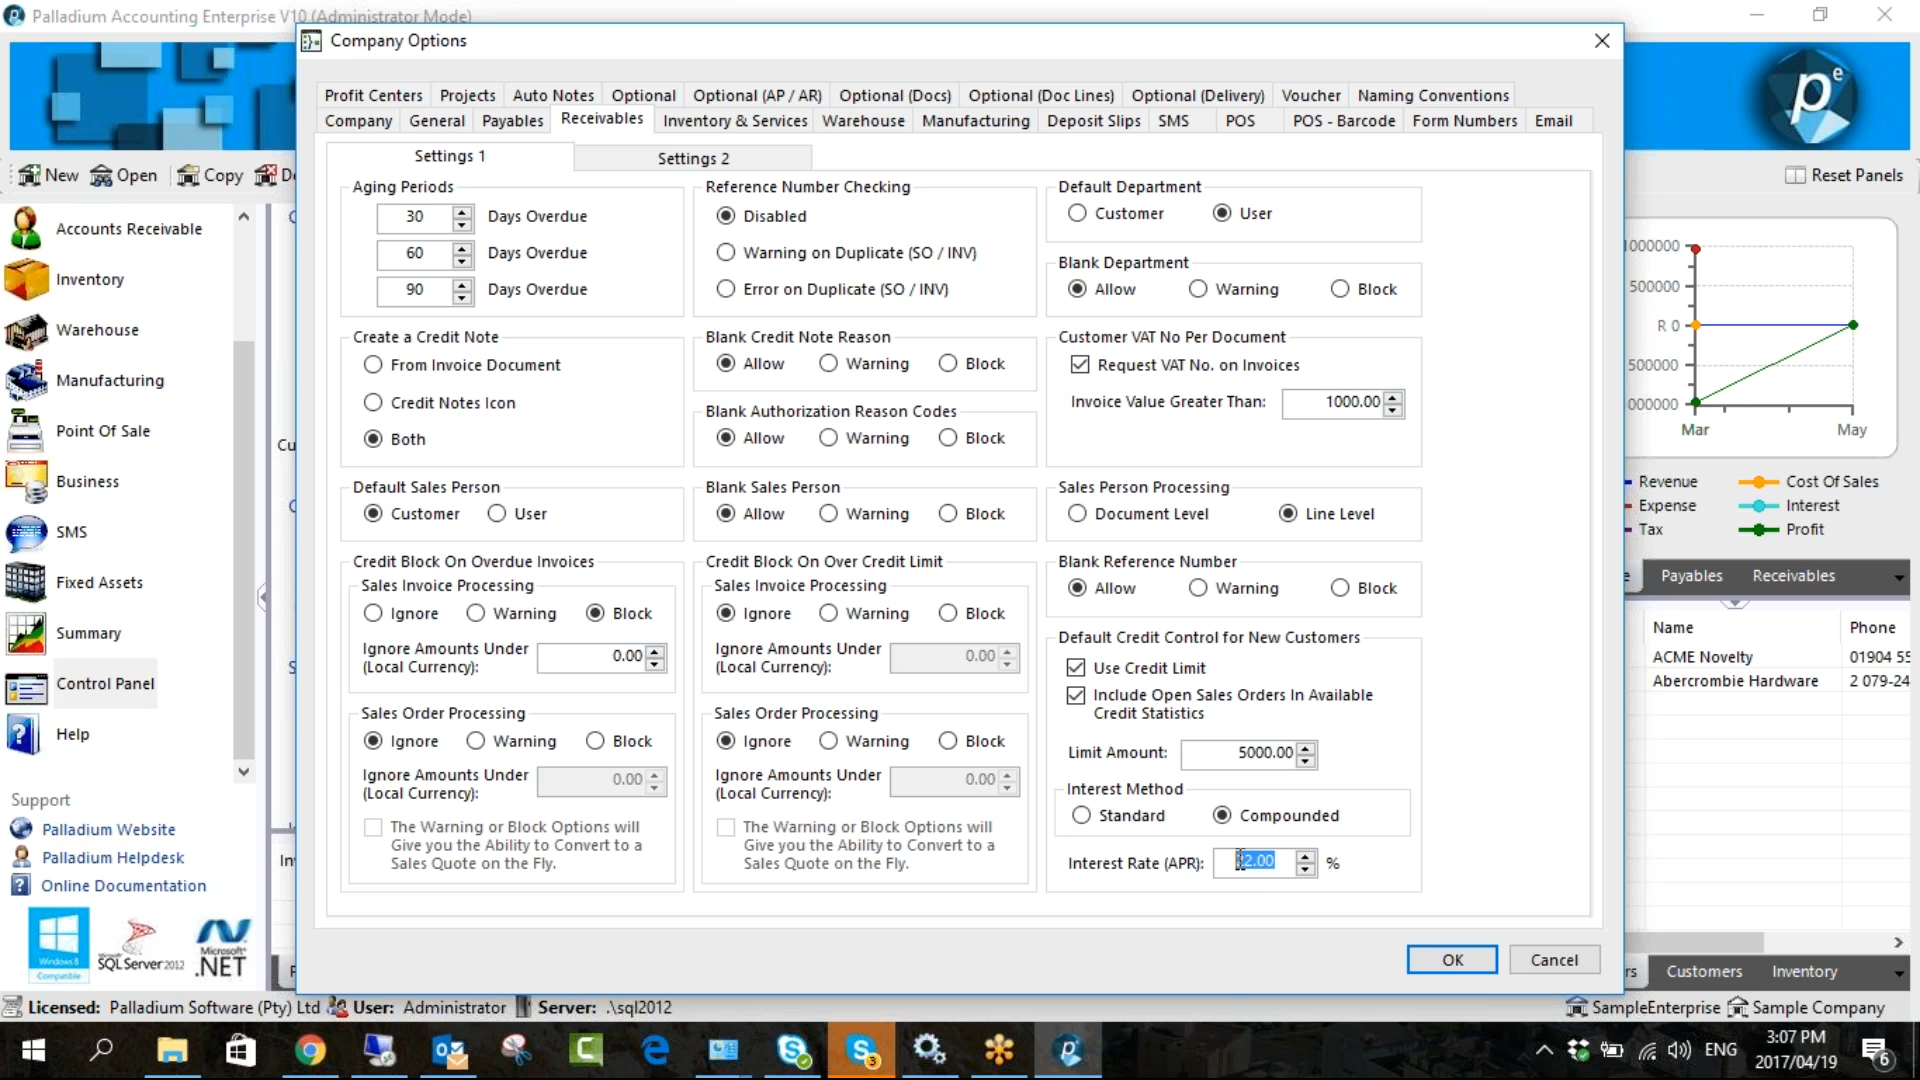 Palladium Accounting Enterprise V10 (Administrator Mode)
Company Options
Profit Centers
Projects
Auto Notes
Optional
Optional (AP / AR)
Optional (Docs)
Optional (Doc Lines)
Optional (Delivery)
Voucher
Naming Conventions
Company
General
Payables
Receivables
Inventory & Services
Warehouse
Manufacturing
Deposit Slips
SMS
POS
POS - Barcode
Form Numbers
Email
New
Open
Copy
Reset Panels
Accounts Receivable
Inventory
Warehouse
Manufacturing
Point Of Sale
Business
SMS
Fixed Assets
Summary
Control Panel
Help
Support
Palladium Website
Palladium Helpdesk
Online Documentation
Windows 8
Compatible
SQL Server 2012
Microsoft
.NET
Settings 1
Settings 2
Aging Periods
30 Days Overdue
60 Days Overdue
90 Days Overdue
Create a Credit Note
From Invoice Document
Credit Notes Icon
Both
Default Sales Person
Customer User
Credit Block On Overdue Invoices
Sales Invoice Processing
Ignore Warning Block
Ignore Amounts Under
(Local Currency):
0.00
Sales Order Processing
Ignore Warning Block
Ignore Amounts Under
(Local Currency):
0.00
The Warning or Block Options will
Give you the Ability to Convert to a
Sales Quote on the Fly.
Reference Number Checking
Disabled
Warning on Duplicate (SO / INV)
Error on Duplicate (SO / INV)
Blank Credit Note Reason
Allow Warning Block
Blank Authorization Reason Codes
Allow Warning Block
Blank Sales Person
Allow Warning Block
Credit Block On Over Credit Limit
Sales Invoice Processing
Ignore Warning Block
Ignore Amounts Under
(Local Currency):
0.00
Sales Order Processing
Ignore Warning Block
Ignore Amounts Under
(Local Currency):
0.00
The Warning or Block Options will
Give you the Ability to Convert to a
Sales Quote on the Fly.
Default Department
Customer User
Blank Department
Allow Warning Block
Customer VAT No Per Document
Request VAT No. on Invoices
Invoice Value Greater Than: 1000.00
Sales Person Processing
Document Level Line Level
Blank Reference Number
Allow Warning Block
Default Credit Control for New Customers
Use Credit Limit
Include Open Sales Orders In Available
Credit Statistics
Limit Amount: 5000.00
Interest Method
Standard Compounded
Interest Rate (APR): %
OK
Cancel
500000
R 0
500000
Mar
May
Revenue
Cost Of Sales
Expense
Interest
Tax
Profit
Payables
Receivables
Name
Phone
ACME Novelty 01904 55
Abercrombie Hardware 2 079-24
Customers
Inventory
Licensed: Palladium Software (Pty) Ltd
User: Administrator
Server: .\sql2012
SampleEnterprise
Sample Company
ENG
3:07 PM
2017/04/19
3
6